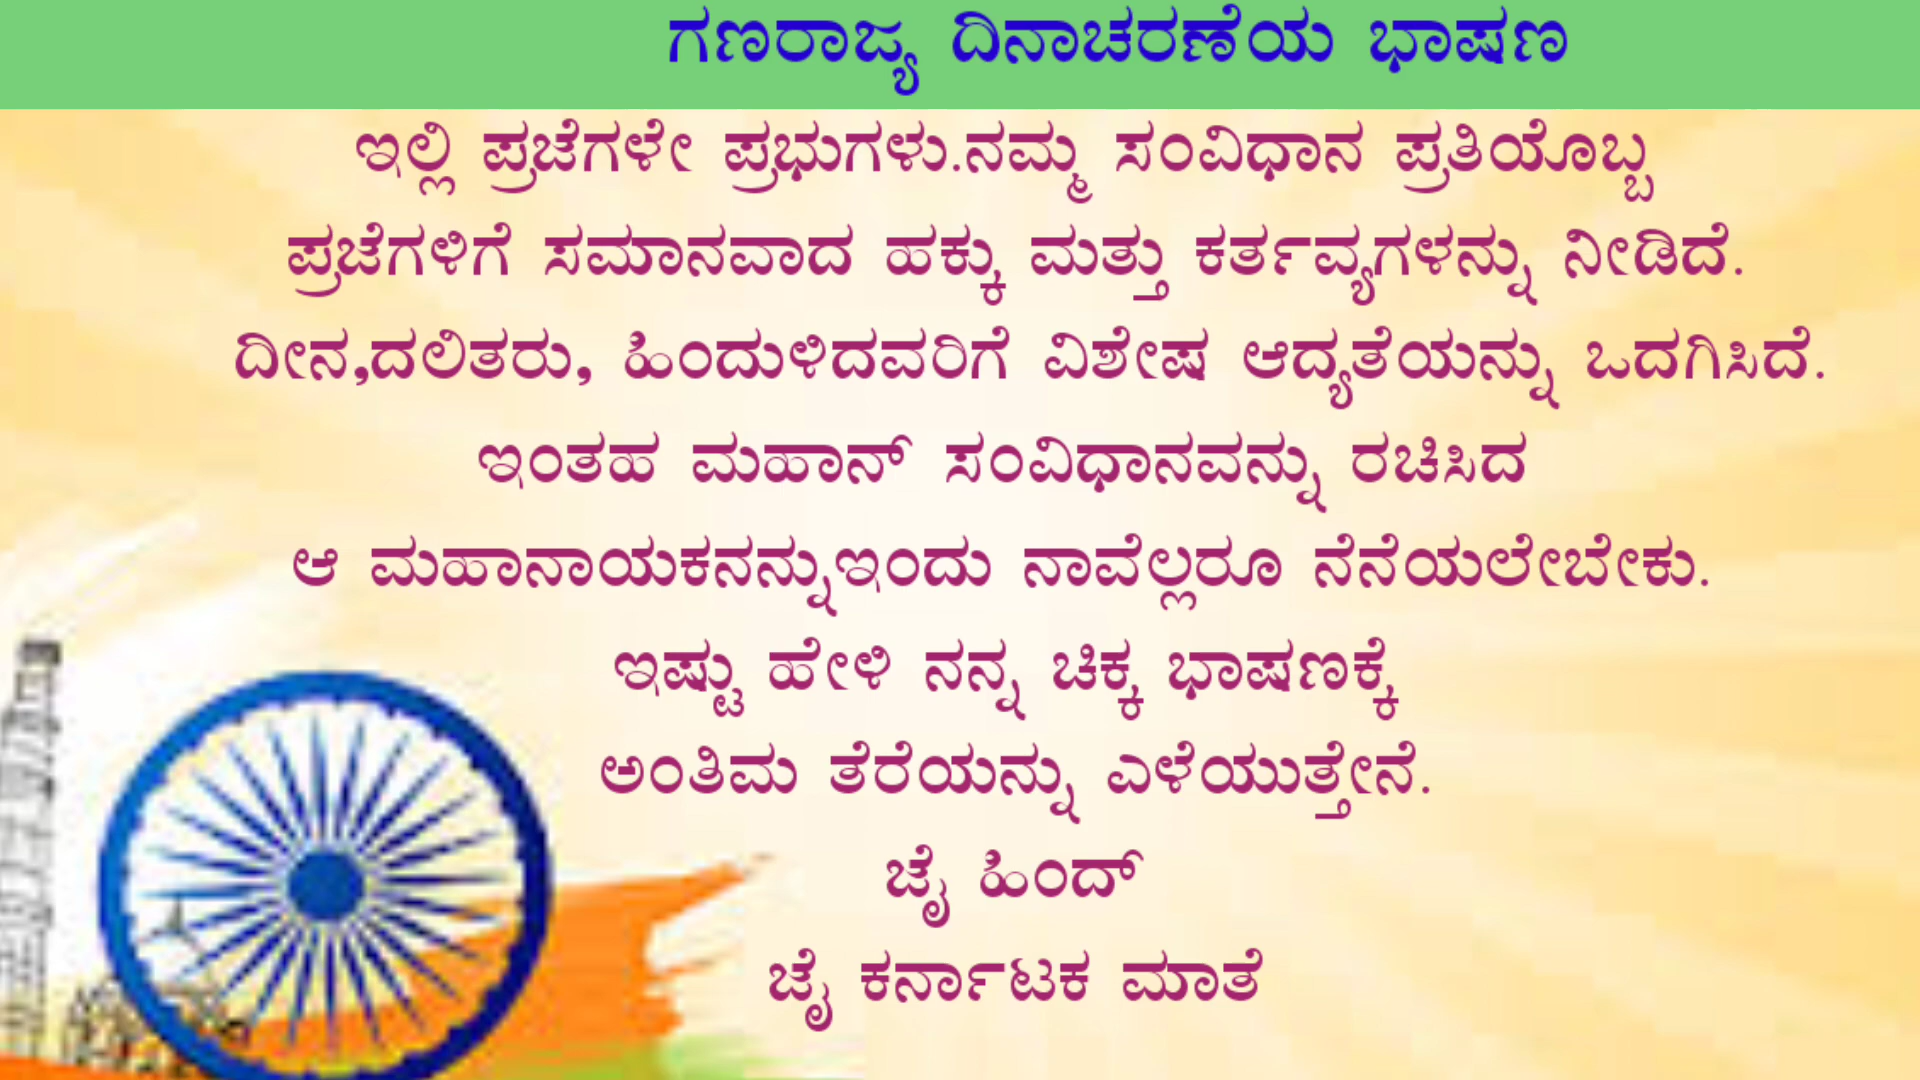 ಗಣರಾಜ್ಯ ದಿನಾಚರಣೆಯ ಭಾಷಣ
ಇಲ್ಲಿ ಪ್ರಜೆಗಳೇ ಪ್ರಭುಗಳು.ನಮ್ಮ ಸಂವಿಧಾನ ಪ್ರತಿಯೊಬ್ಬ
ಪ್ರಜೆಗಳಿಗೆ ಸಮಾನವಾದ ಹಕ್ಕು ಮತ್ತು ಕರ್ತವ್ಯಗಳನ್ನು ನೀಡಿದೆ.
ದೀನ,ದಲಿತರು, ಹಿಂದುಳಿದವರಿಗೆ ವಿಶೇಷ ಆದ್ಯತೆಯನ್ನು ಒದಗಿಸಿದೆ.
ಇಂತಹ ಮಹಾನ್ ಸಂವಿಧಾನವನ್ನು ರಚಿಸಿದ
ಆ ಮಹಾನಾಯಕನನ್ನುಇಂದು ನಾವೆಲ್ಲರೂ ನೆನೆಯಲೇಬೇಕು.
ಇಷ್ಟು ಹೇಳಿ ನನ್ನ ಚಿಕ್ಕ ಭಾಷಣಕ್ಕೆ
ಅಂತಿಮ ತೆರೆಯನ್ನು ಎಳೆಯುತ್ತೇನೆ.
ಜೈ ಹಿಂದ್
ಜೈ ಕರ್ನಾಟಕ ಮಾತೆ